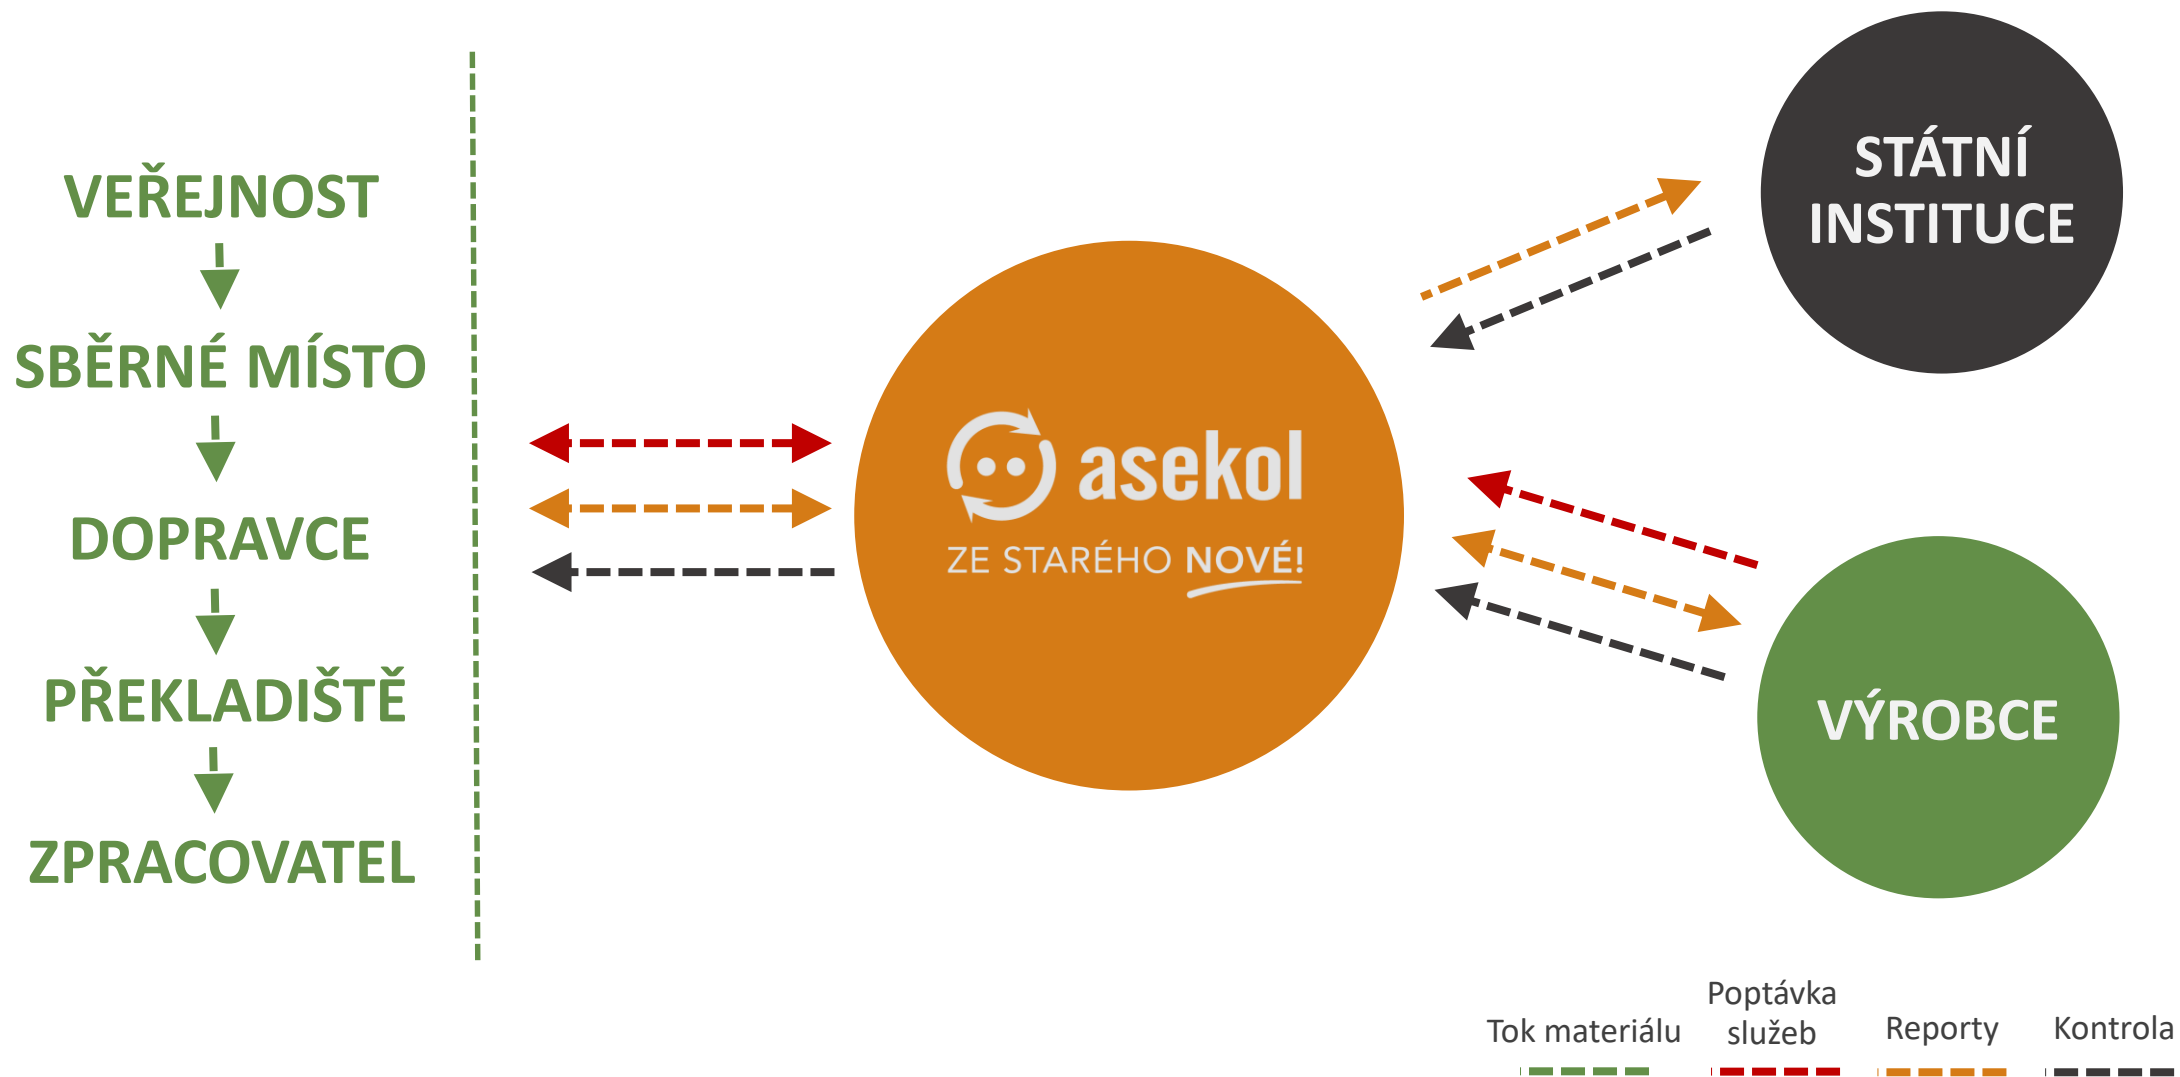 VEŘEJNOST
SBĚRNÉ MÍSTO
DOPRAVCE
PŘEKLADIŠTĚ
ZPRACOVATEL
asekol
ZE STARÉHO NOVÉ!
STÁTNÍ
INSTITUCE
VÝROBCE
Tok materiálu
Poptávka
služeb
Reporty
Kontrola